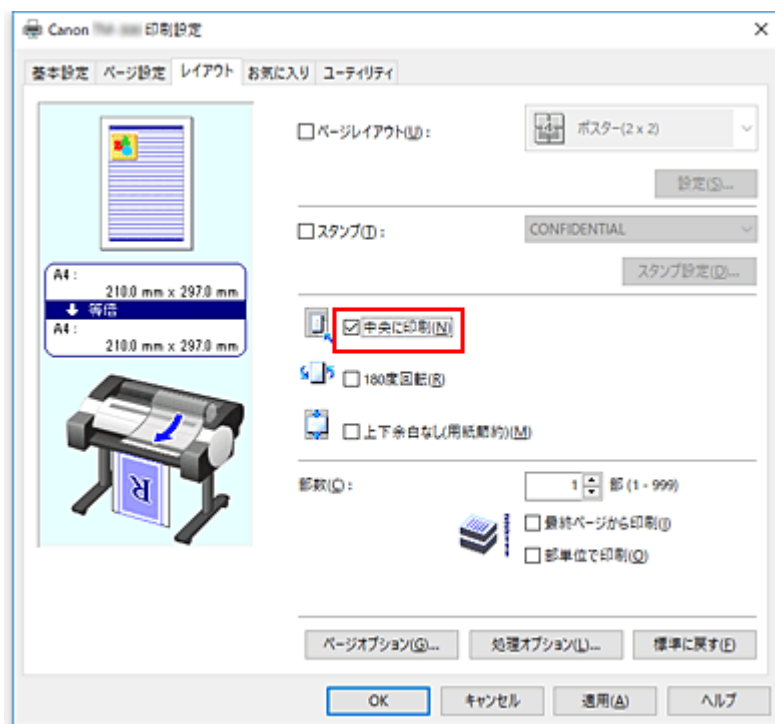 Canon 印刷設定
基本設定 ページ設定 レイアウト お気に入り ユーティリティ
ページレイアウト(U):
ポスター(2 x 2)
設定(S)...
スタンプ(T):
CONFIDENTIAL
スタンプ設定(D)...
A4:
210.0 mm x 297.0 mm
等倍
A4:
210.0 mm x 297.0 mm
中央に印刷(N)
180度回転(R)
上下余白なし(用紙節約)(M)
R
部数(C):
1 部 (1 - 999)
最終ページから印刷(I)
部単位で印刷(O)
ページオプション(G)... 処理オプション(L)... 標準に戻す(F)
OK キャンセル 適用(A) ヘルプ